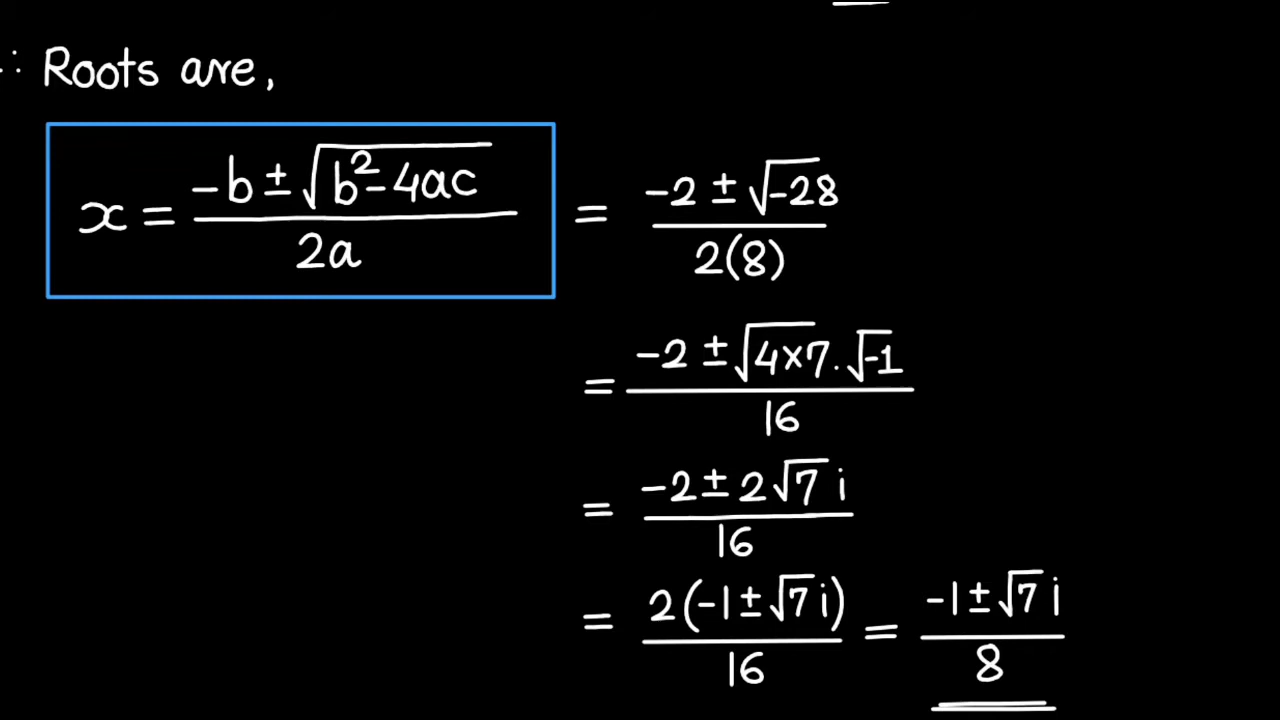 ∴ Roots are,
x = (-b ± √(b² - 4ac)) / 2a = (-2 ± √-28) / 2(8)
= (-2 ± √(4×7) . √-1) / 16
= (-2 ± 2√7 i) / 16
= 2(-1 ± √7 i) / 16 = (-1 ± √7 i) / 8